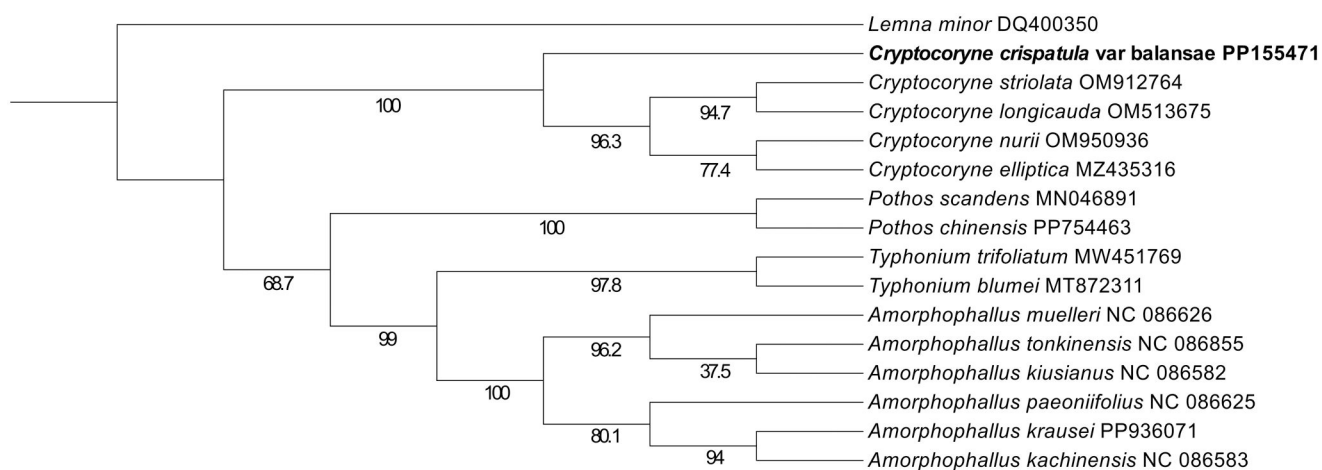 Lemna minor DQ400350
Cryptocoryne crispatula var balansae PP155471
Cryptocoryne striolata OM912764
100
94.7
Cryptocoryne longicauda OM513675
96.3
Cryptocoryne nurii OM950936
77.4
Cryptocoryne elliptica MZ435316
Pothos scandens MN046891
100
Pothos chinensis PP754463
Typhonium trifoliatum MW451769
68.7
97.8
Typhonium blumei MT872311
Amorphophallus muelleri NC 086626
99
96.2
Amorphophallus tonkinensis NC 086855
37.5
Amorphophallus kiusianus NC 086582
100
Amorphophallus paeoniifolius NC 086625
80.1
Amorphophallus krausei PP936071
94
Amorphophallus kachinensis NC 086583